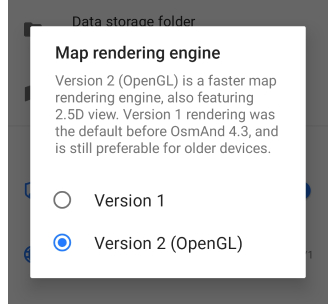 Data storage folder
Map rendering engine
Version 2 (OpenGL) is a faster map
rendering engine, also featuring
2.5D view. Version 1 rendering was
the default before OsmAnd 4.3, and
is still preferable for older devices.
Version 1
Version 2 (OpenGL)